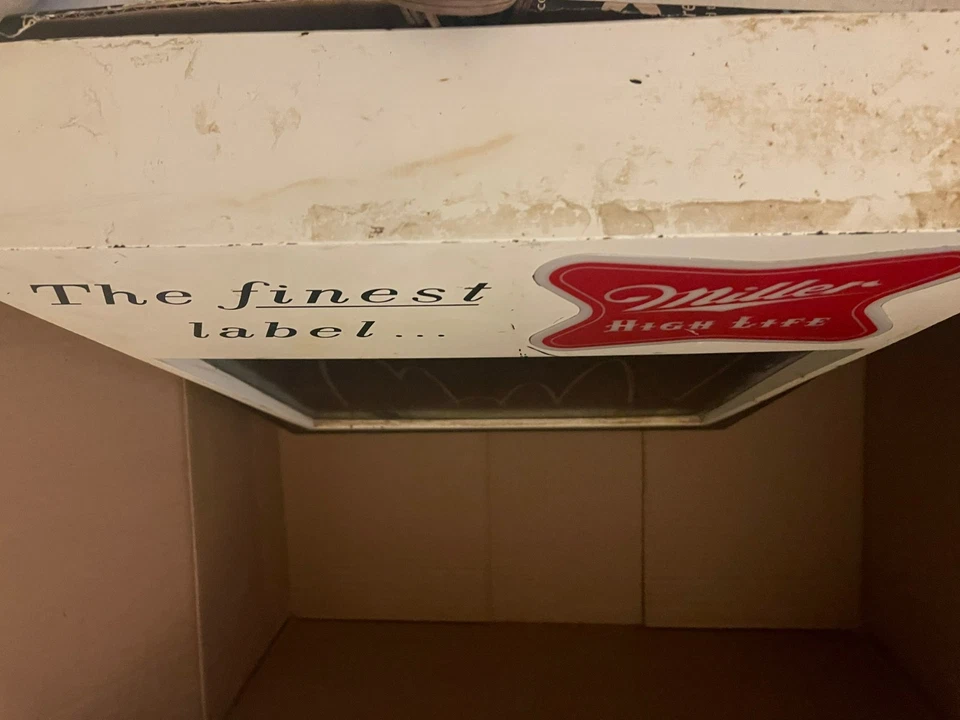 The finest
label...
Miller
HIGH LIFE